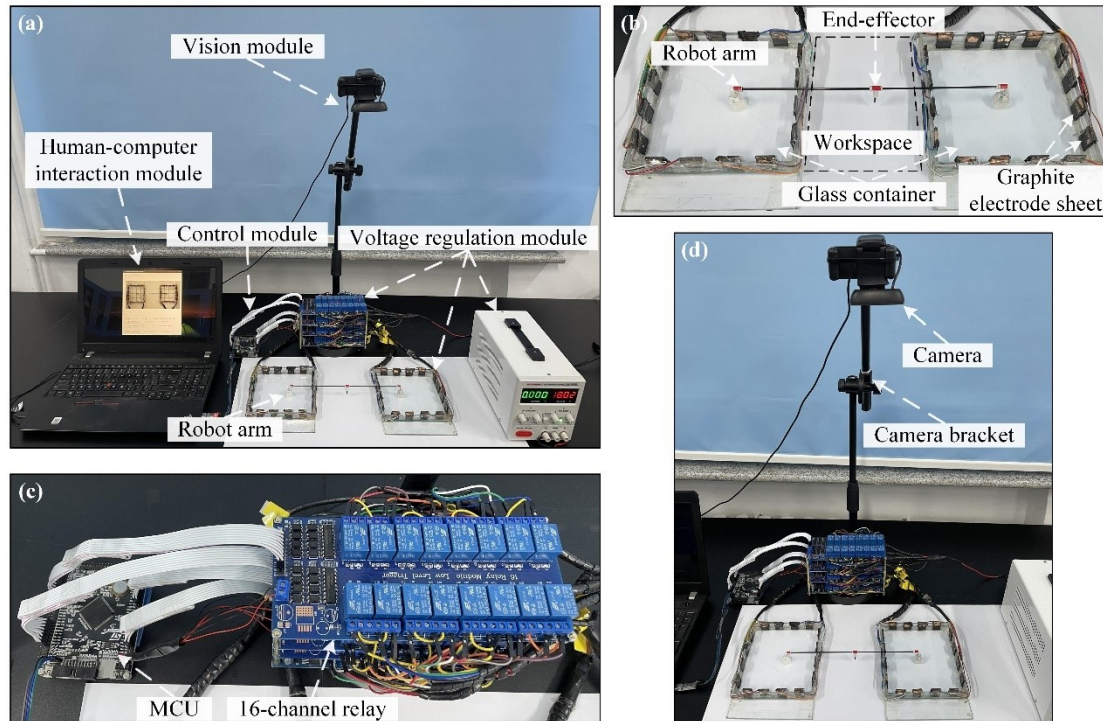 (a)
Vision module
Human-computer
interaction module
Control module
Voltage regulation module
Robot arm
(b)
End-effector
Robot arm
Workspace
Glass container
Graphite
electrode sheet
(c)
16 Relay Module Low Level Trigger
MCU
16-channel relay
(d)
Camera
Camera bracket